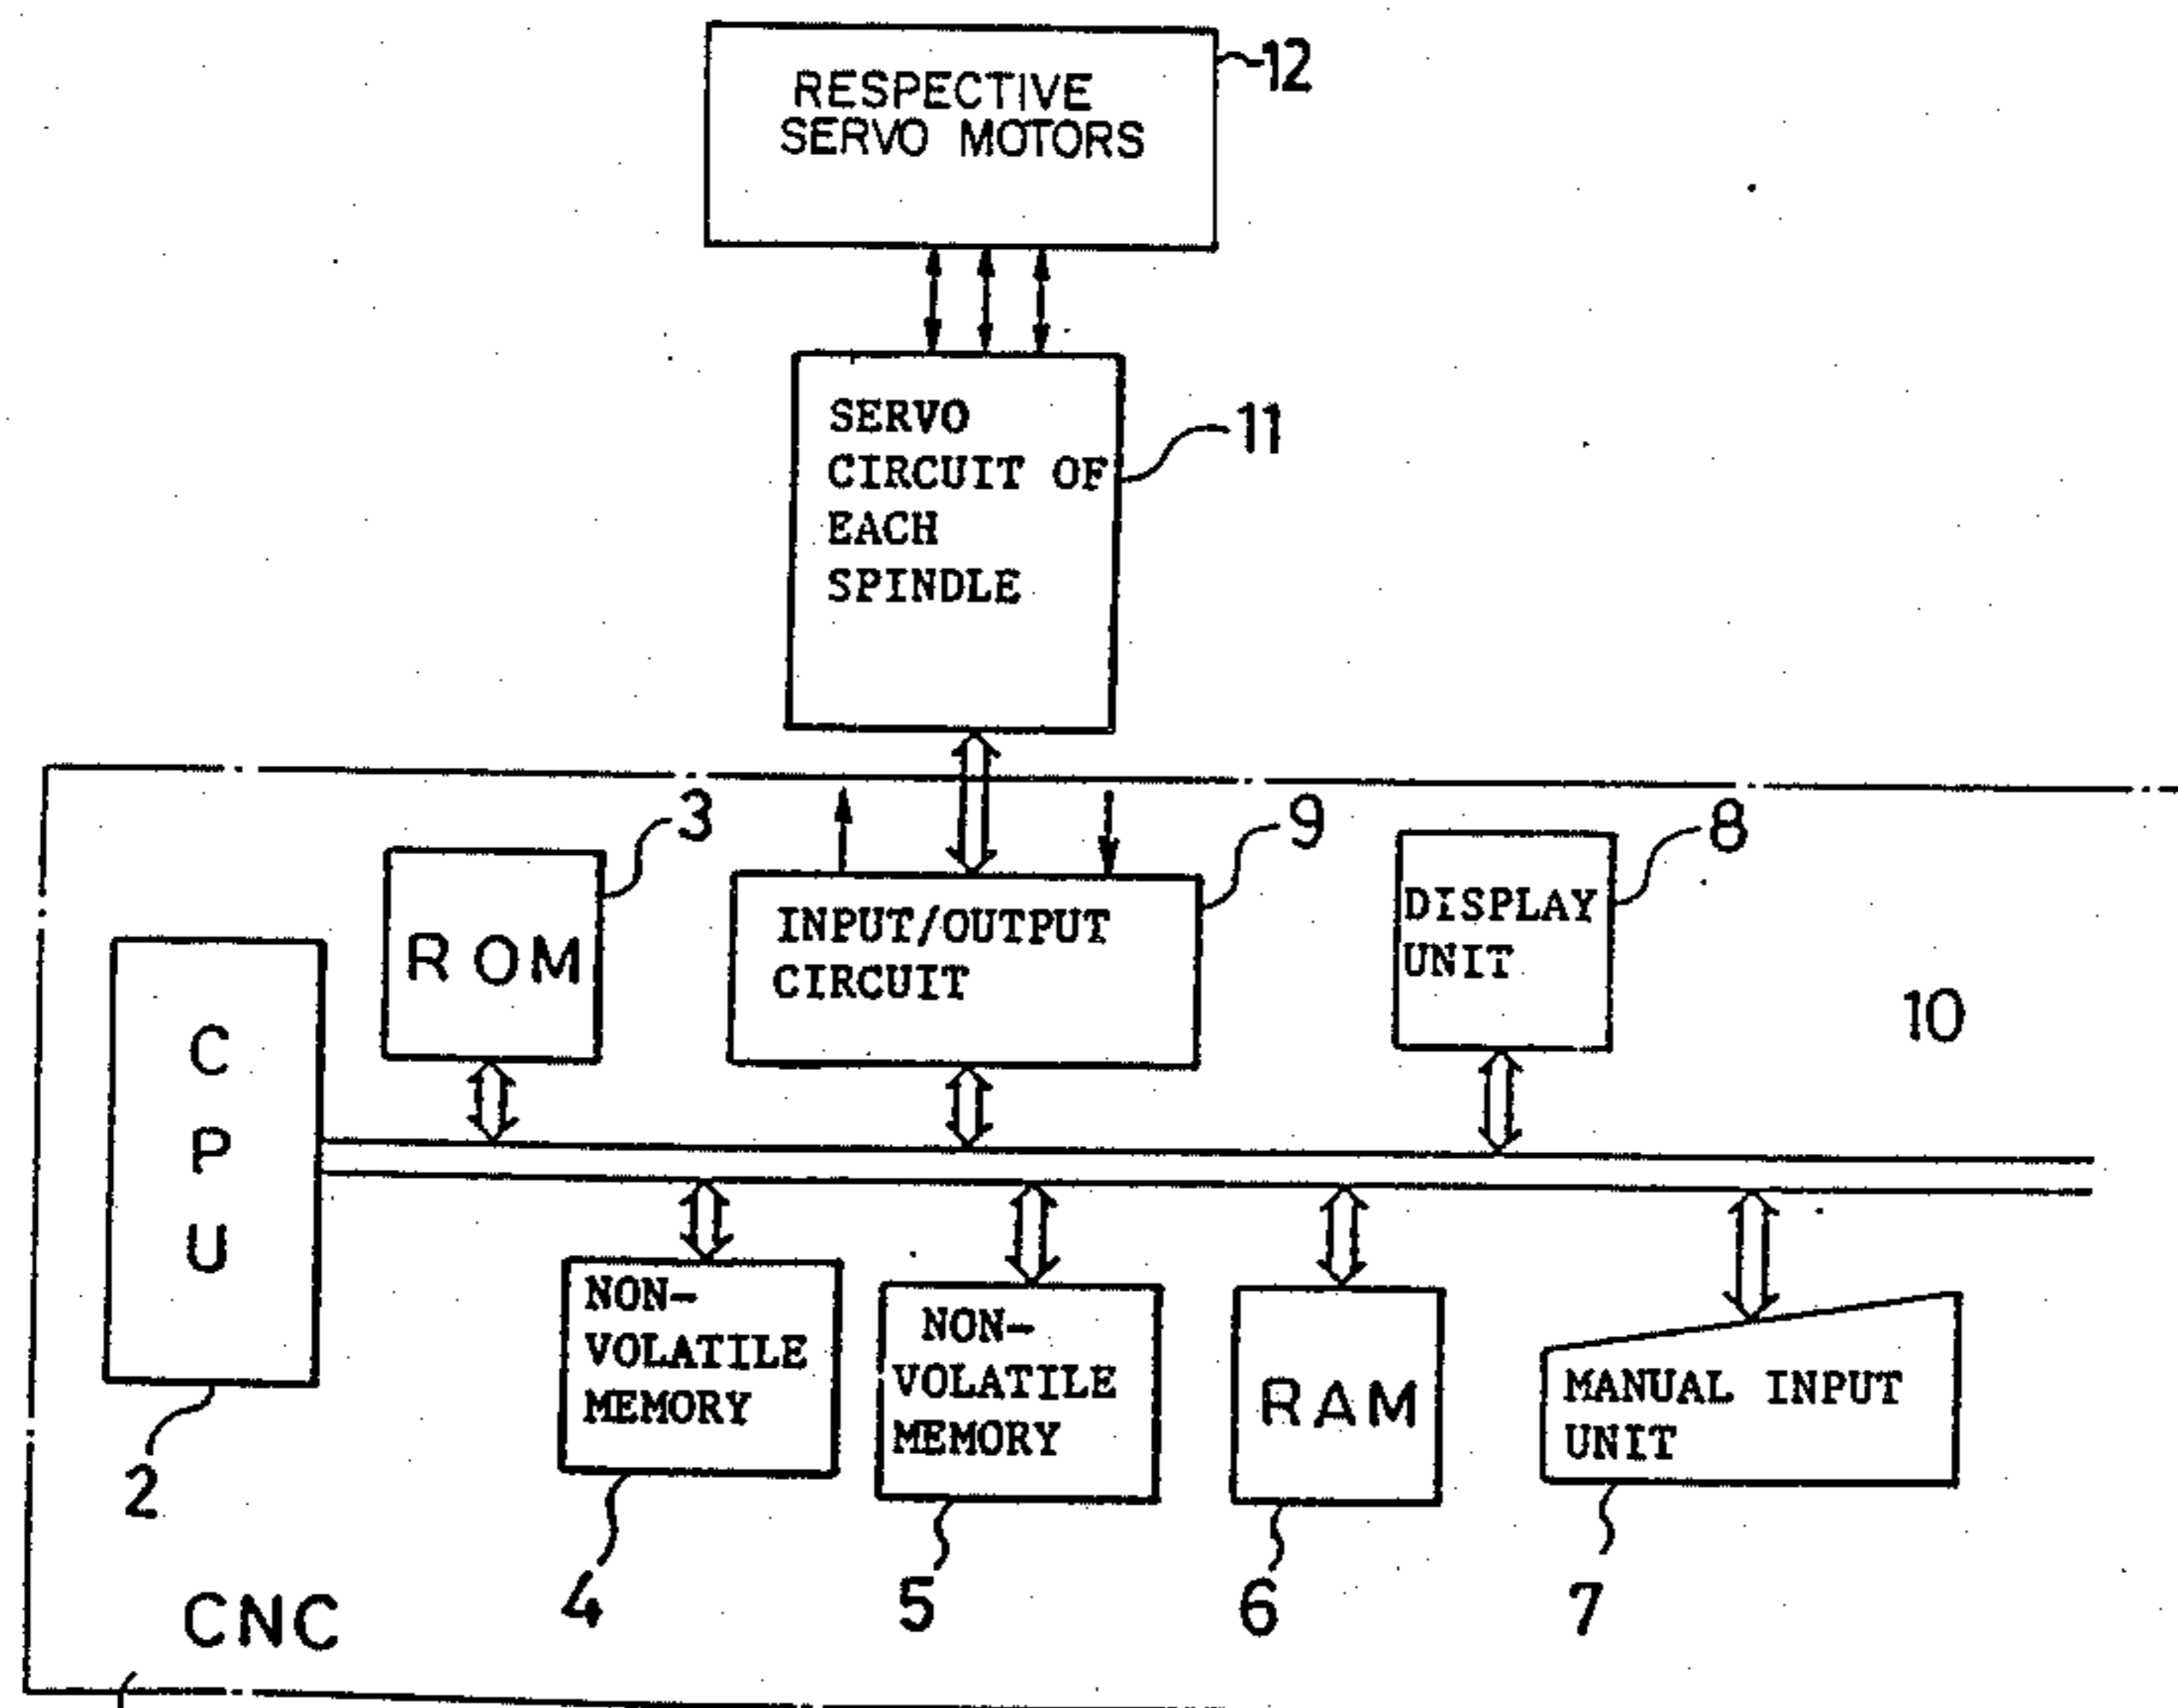 RESPECTIVE
SERVO MOTORS
12
SERVO
CIRCUIT OF
EACH
SPINDLE
11
3
9
8
ROM
INPUT/OUTPUT
CIRCUIT
DISPLAY
UNIT
10
C
P
U
2
NON-
VOLATILE
MEMORY
NON-
VOLATILE
MEMORY
RAM
MANUAL INPUT
UNIT
4
5
6
7
CNC